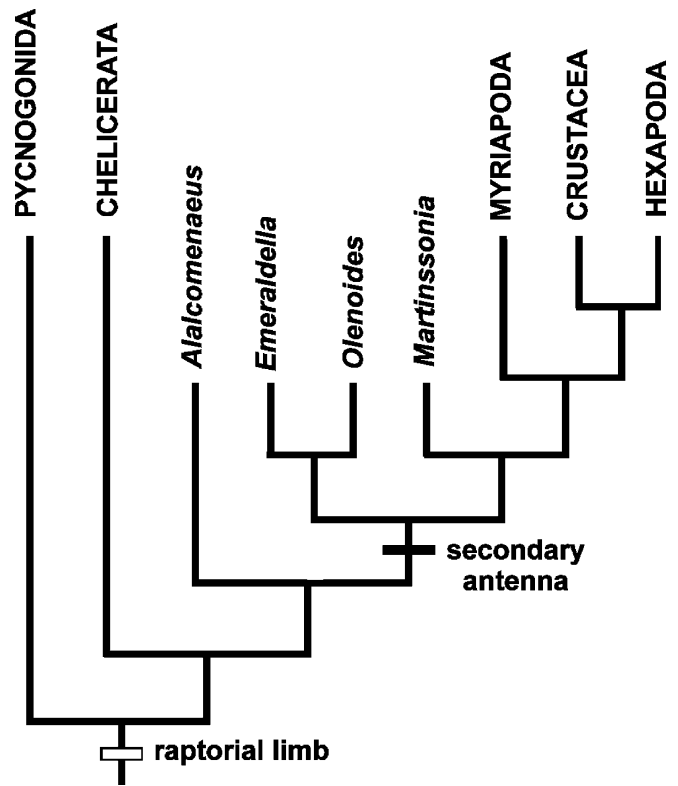 PYCNOGONIDA
CHELICERATA
Alalcomenaeus
Emeraldella
Olenoides
Martinssonia
MYRIAPODA
CRUSTACEA
HEXAPODA
secondary
antenna
raptorial limb